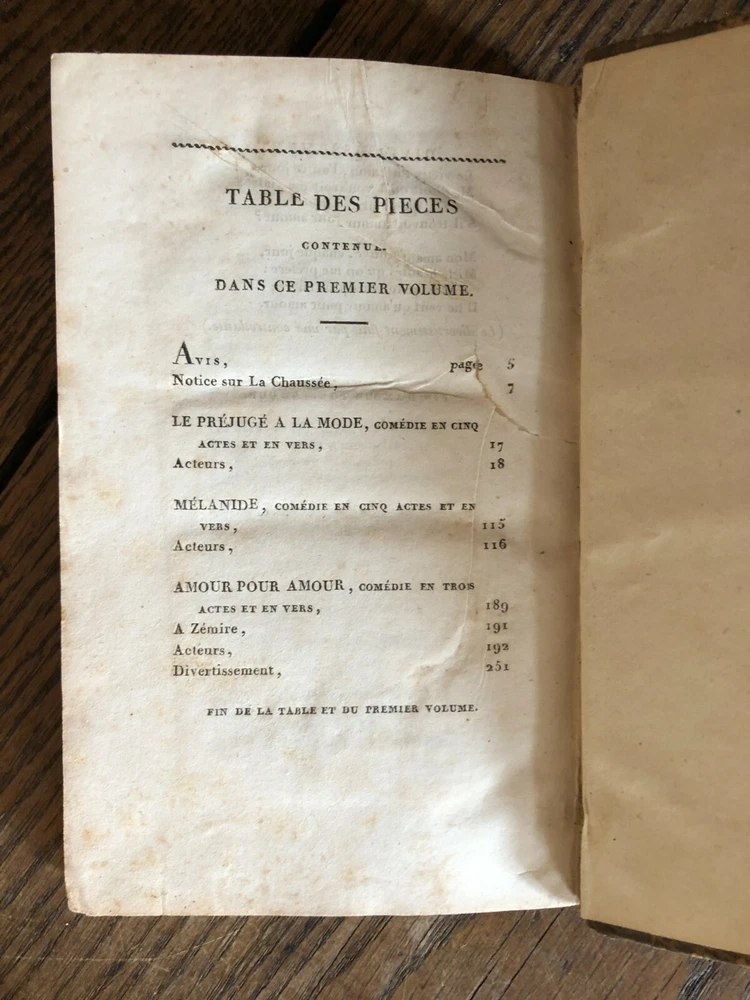 TABLE DES PIECES
CONTENUE.
DANS CE PREMIER VOLUME.
Avis, page 5
Notice sur La Chaussée, 7
LE PRÉJUGÉ A LA MODE, COMÉDIE EN CINQ
ACTES ET EN VERS, 17
Acteurs, 18
MÉLANIDE, COMÉDIE EN CINQ ACTES ET EN
VERS, 115
Acteurs, 116
AMOUR POUR AMOUR, COMÉDIE EN TROIS
ACTES ET EN VERS, 189
A Zémire, 191
Acteurs, 192
Divertissement, 251
FIN DE LA TABLE ET DU PREMIER VOLUME.